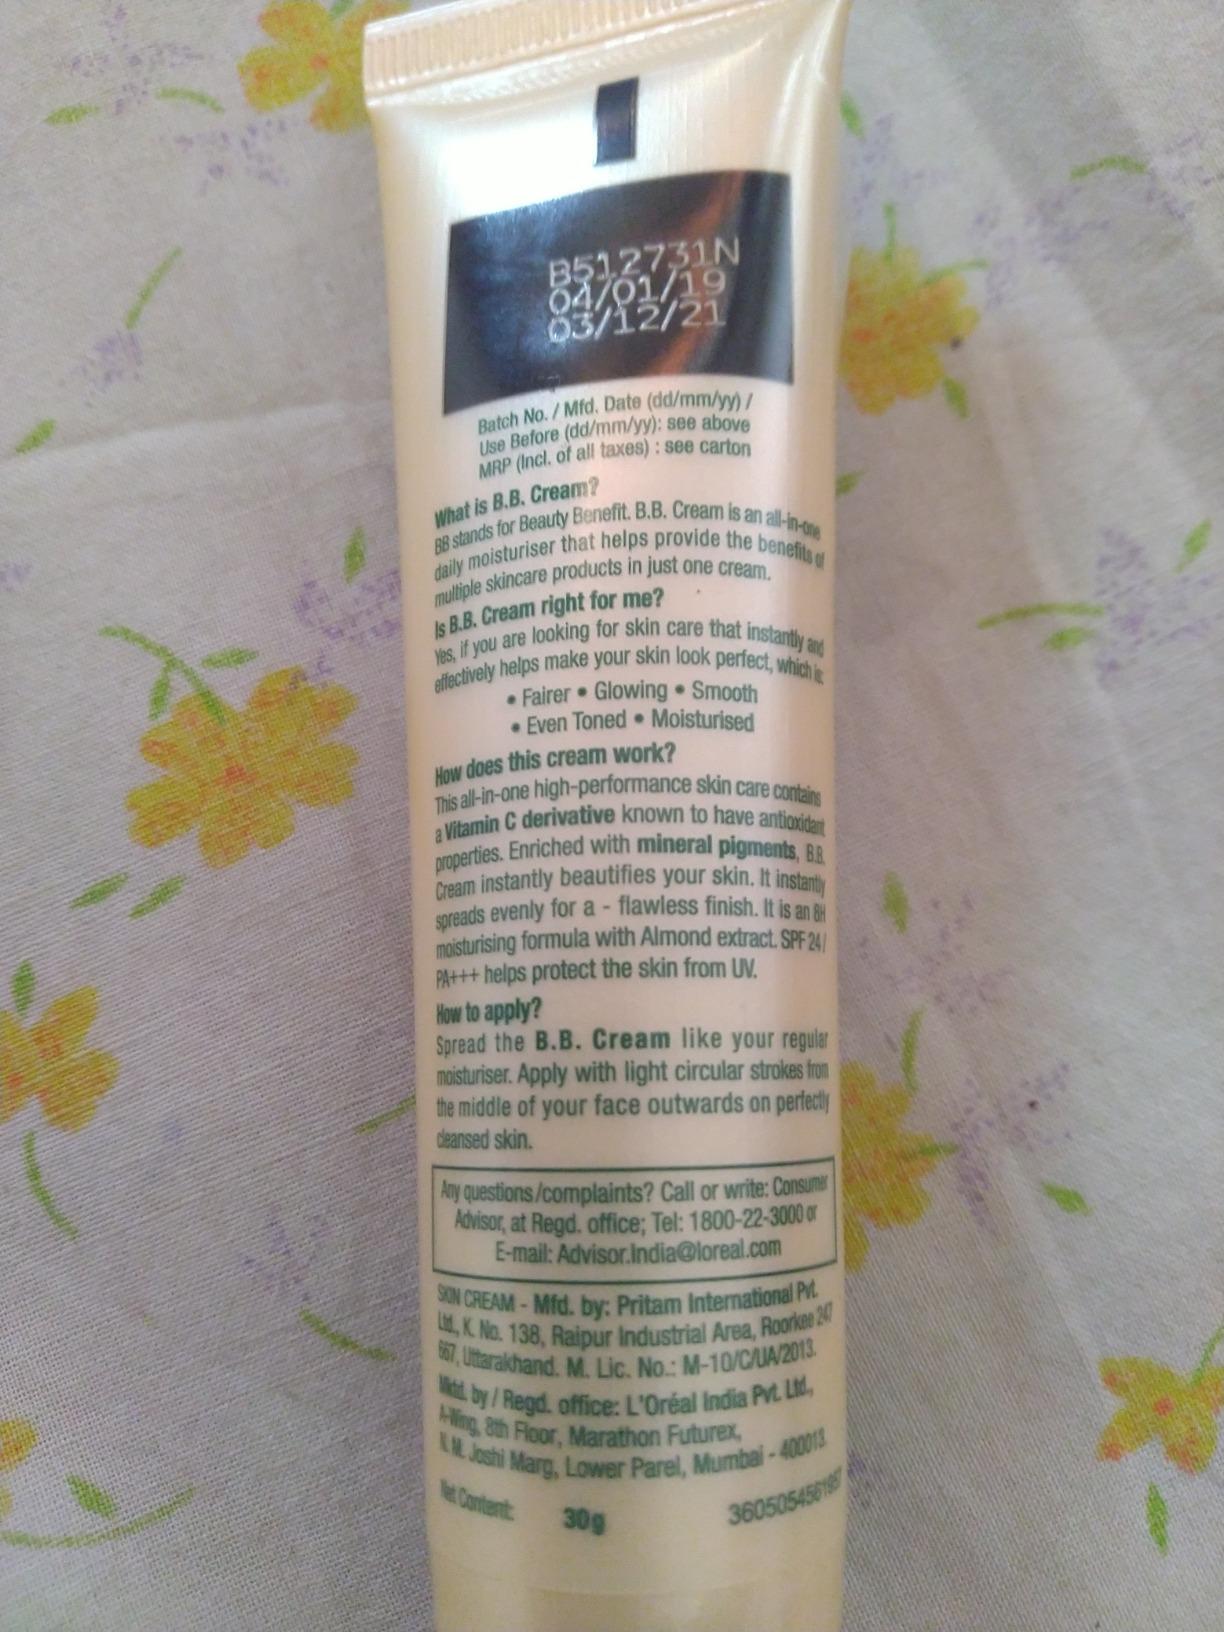 B512731N
04/01/19
03/12/21
Batch No. / Mfd. Date (dd/mm/yy) /
Use Before (dd/mm/yy): see above
MRP (Incl. of all taxes) : see carton
What is B.B. Cream?
BB stands for Beauty Benefit. B.B. Cream is an all-in-one
daily moisturiser that helps provide the benefits of
multiple skincare products in just one cream.
Is B.B. Cream right for me?
Yes, if you are looking for skin care that instantly and
effectively helps make your skin look perfect, which is:
• Fairer • Glowing • Smooth
• Even Toned • Moisturised
How does this cream work?
This all-in-one high-performance skin care contains
a Vitamin C derivative known to have antioxidant
properties. Enriched with mineral pigments, B.B.
Cream instantly beautifies your skin. It instantly
spreads evenly for a - flawless finish. It is an 8H
moisturising formula with Almond extract. SPF 24 /
PA+++ helps protect the skin from UV.
How to apply?
Spread the B.B. Cream like your regular
moisturiser. Apply with light circular strokes from
the middle of your face outwards on perfectly
cleansed skin.
Any questions/complaints? Call or write: Consumer
Advisor, at Regd. office; Tel: 1800-22-3000 or
E-mail: Advisor.India@loreal.com
SKIN CREAM - Mfd. by: Pritam International Pvt.
Ltd., K. No. 138, Raipur Industrial Area, Roorkee 247
667, Uttarakhand. M. Lic. No.: M-10/C/UA/2013.
Mktd. by / Regd. office: L'Oréal India Pvt. Ltd.,
A-Wing, 8th Floor, Marathon Futurex,
N. M. Joshi Marg, Lower Parel, Mumbai - 400013.
Net Content: 30g